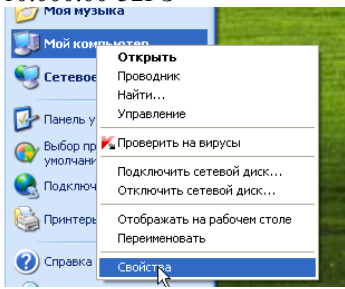 Моя музыка
Мой компьютер
Открыть
Сетевое
Проводник
Найти...
Панель у
Управление
Выбор пр
умолчани
Проверить на вирусы
Подключ
Подключить сетевой диск...
Отключить сетевой диск...
Принтеры
Отображать на рабочем столе
Переименовать
Справка
Свойства